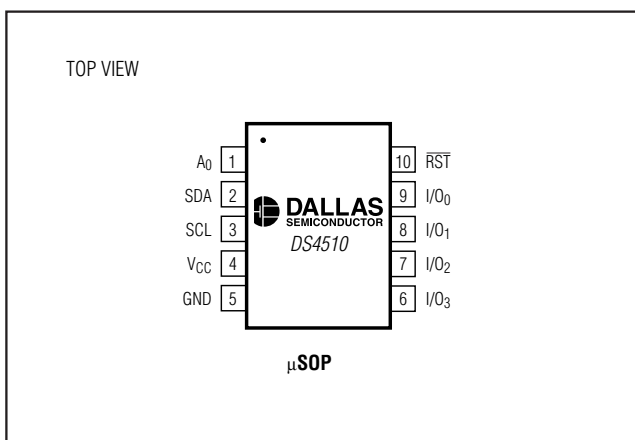 TOP VIEW
A0 1
SDA 2
SCL 3
VCC 4
GND 5
DALLAS
SEMICONDUCTOR
DS4510
10 R̅S̅T̅
9 I/O0
8 I/O1
7 I/O2
6 I/O3
μSOP